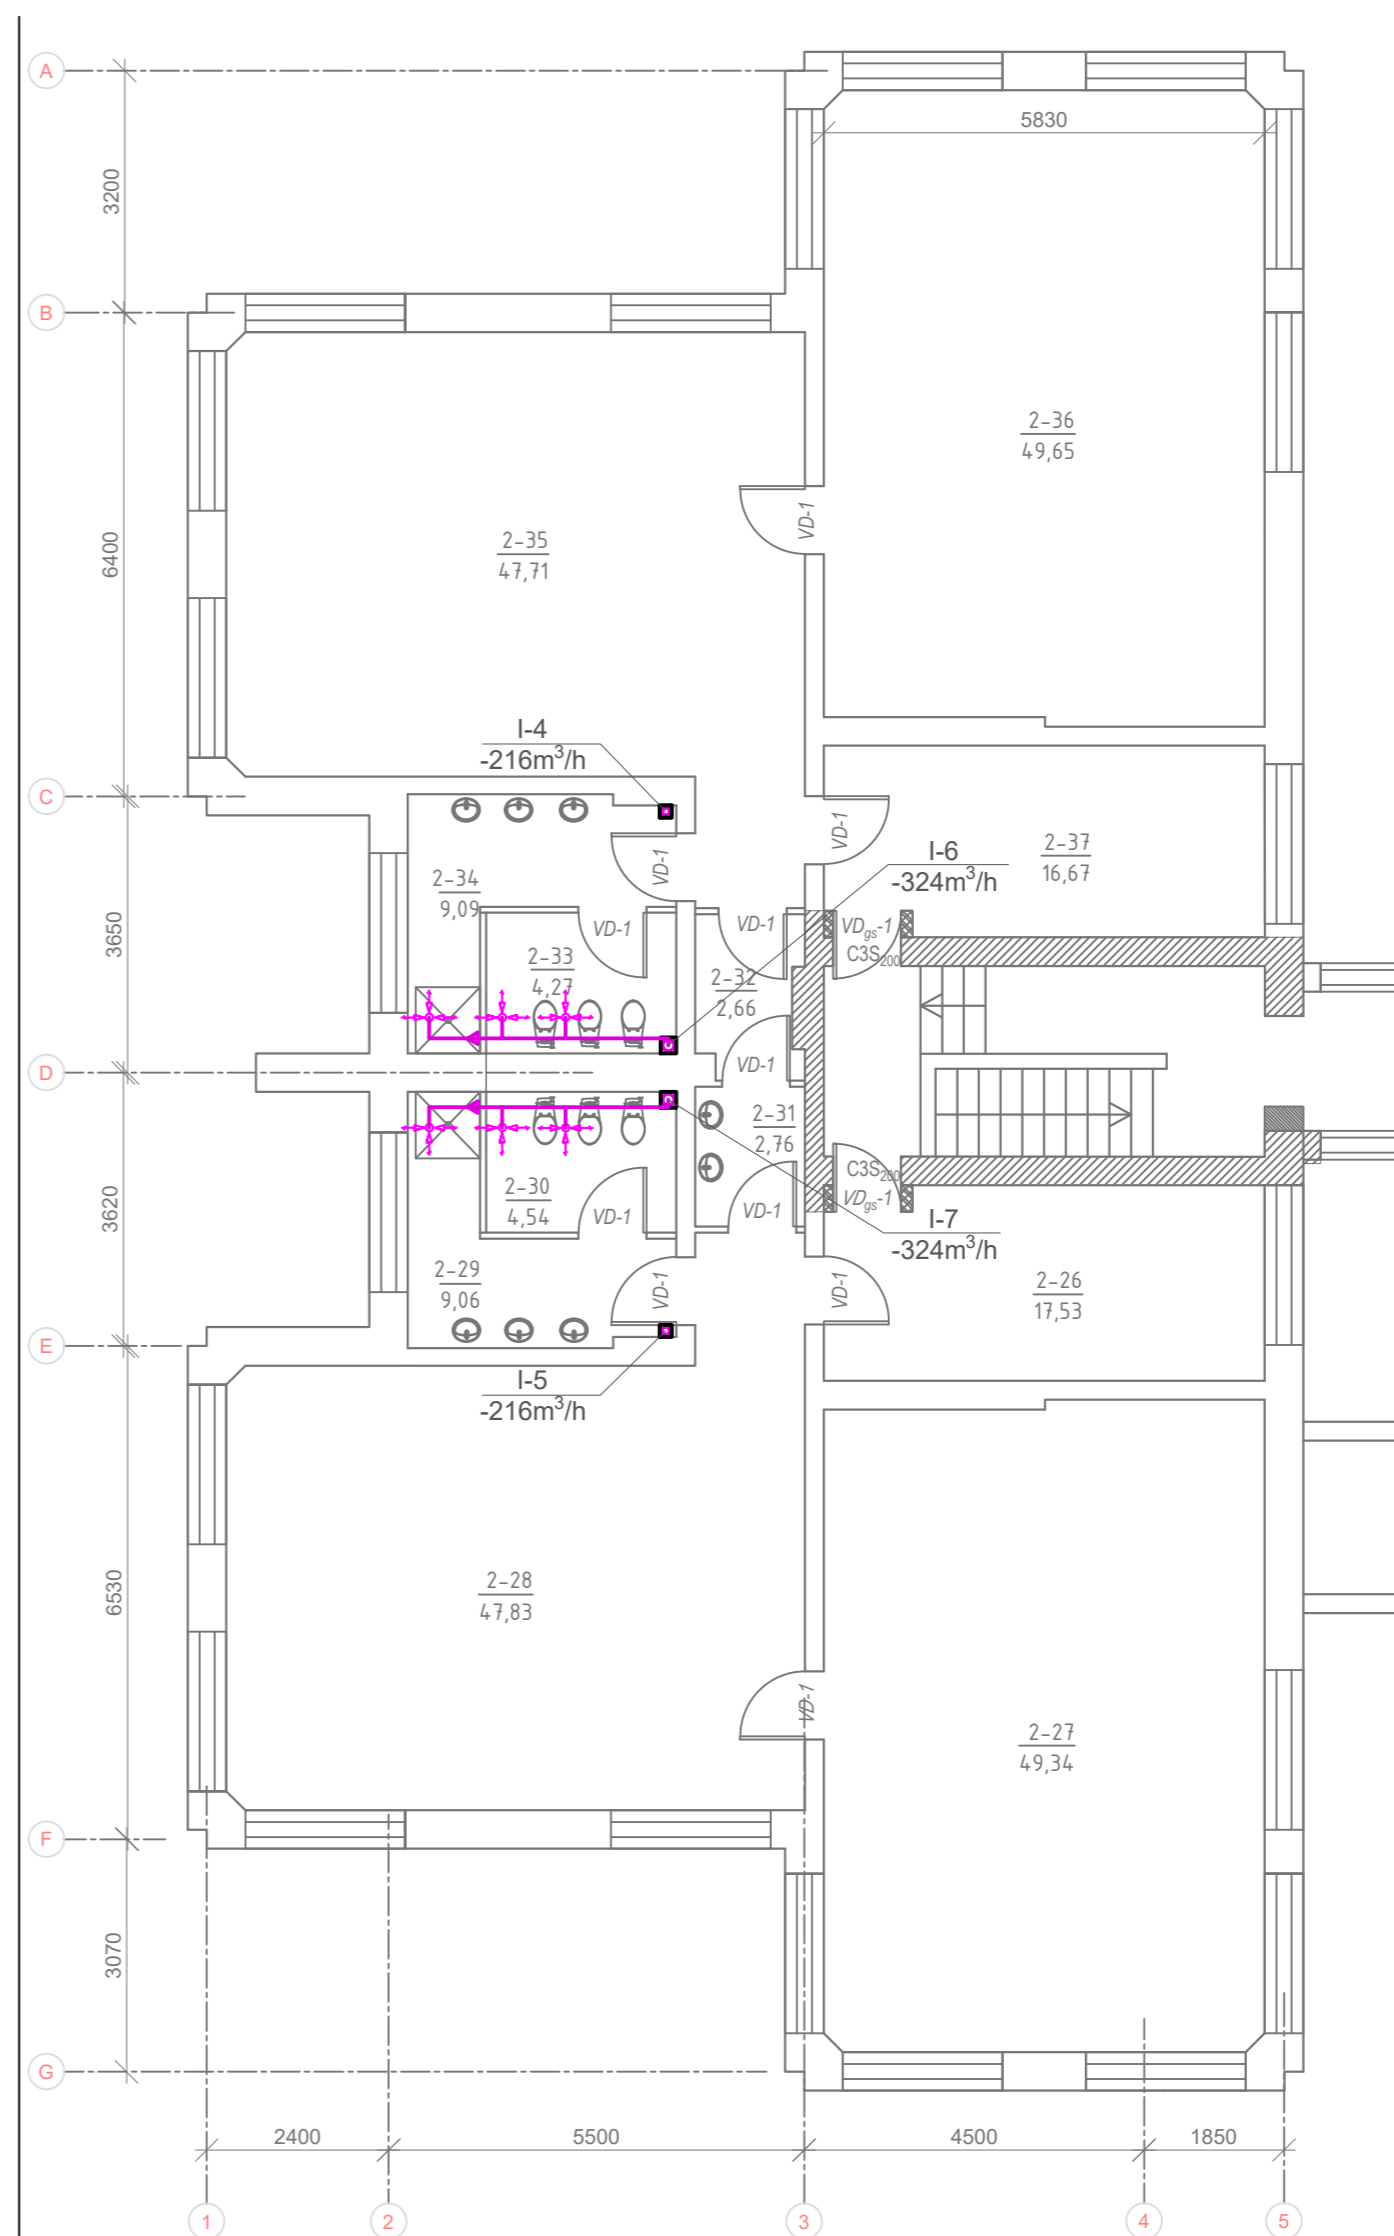 A
5830
3200
B
2-36
49,65
6400
VD-1
2-35
47,71
I-4
-216m³/h
C
VD-1
I-6
-324m³/h
2-37
16,67
VD-1
2-34
9,09
3650
VD-1
VD-1
VDgs-1
C3S200
2-33
4,27
2-32
2,66
D
VD-1
2-31
2,76
C3S200
VDgs-1
2-30
4,54
VD-1
VD-1
3620
I-7
-324m³/h
2-29
9,06
VD-1
VD-1
2-26
17,53
E
I-5
-216m³/h
6530
2-28
47,83
VD-1
2-27
49,34
F
3070
G
2400
5500
4500
1850
1
2
3
4
5